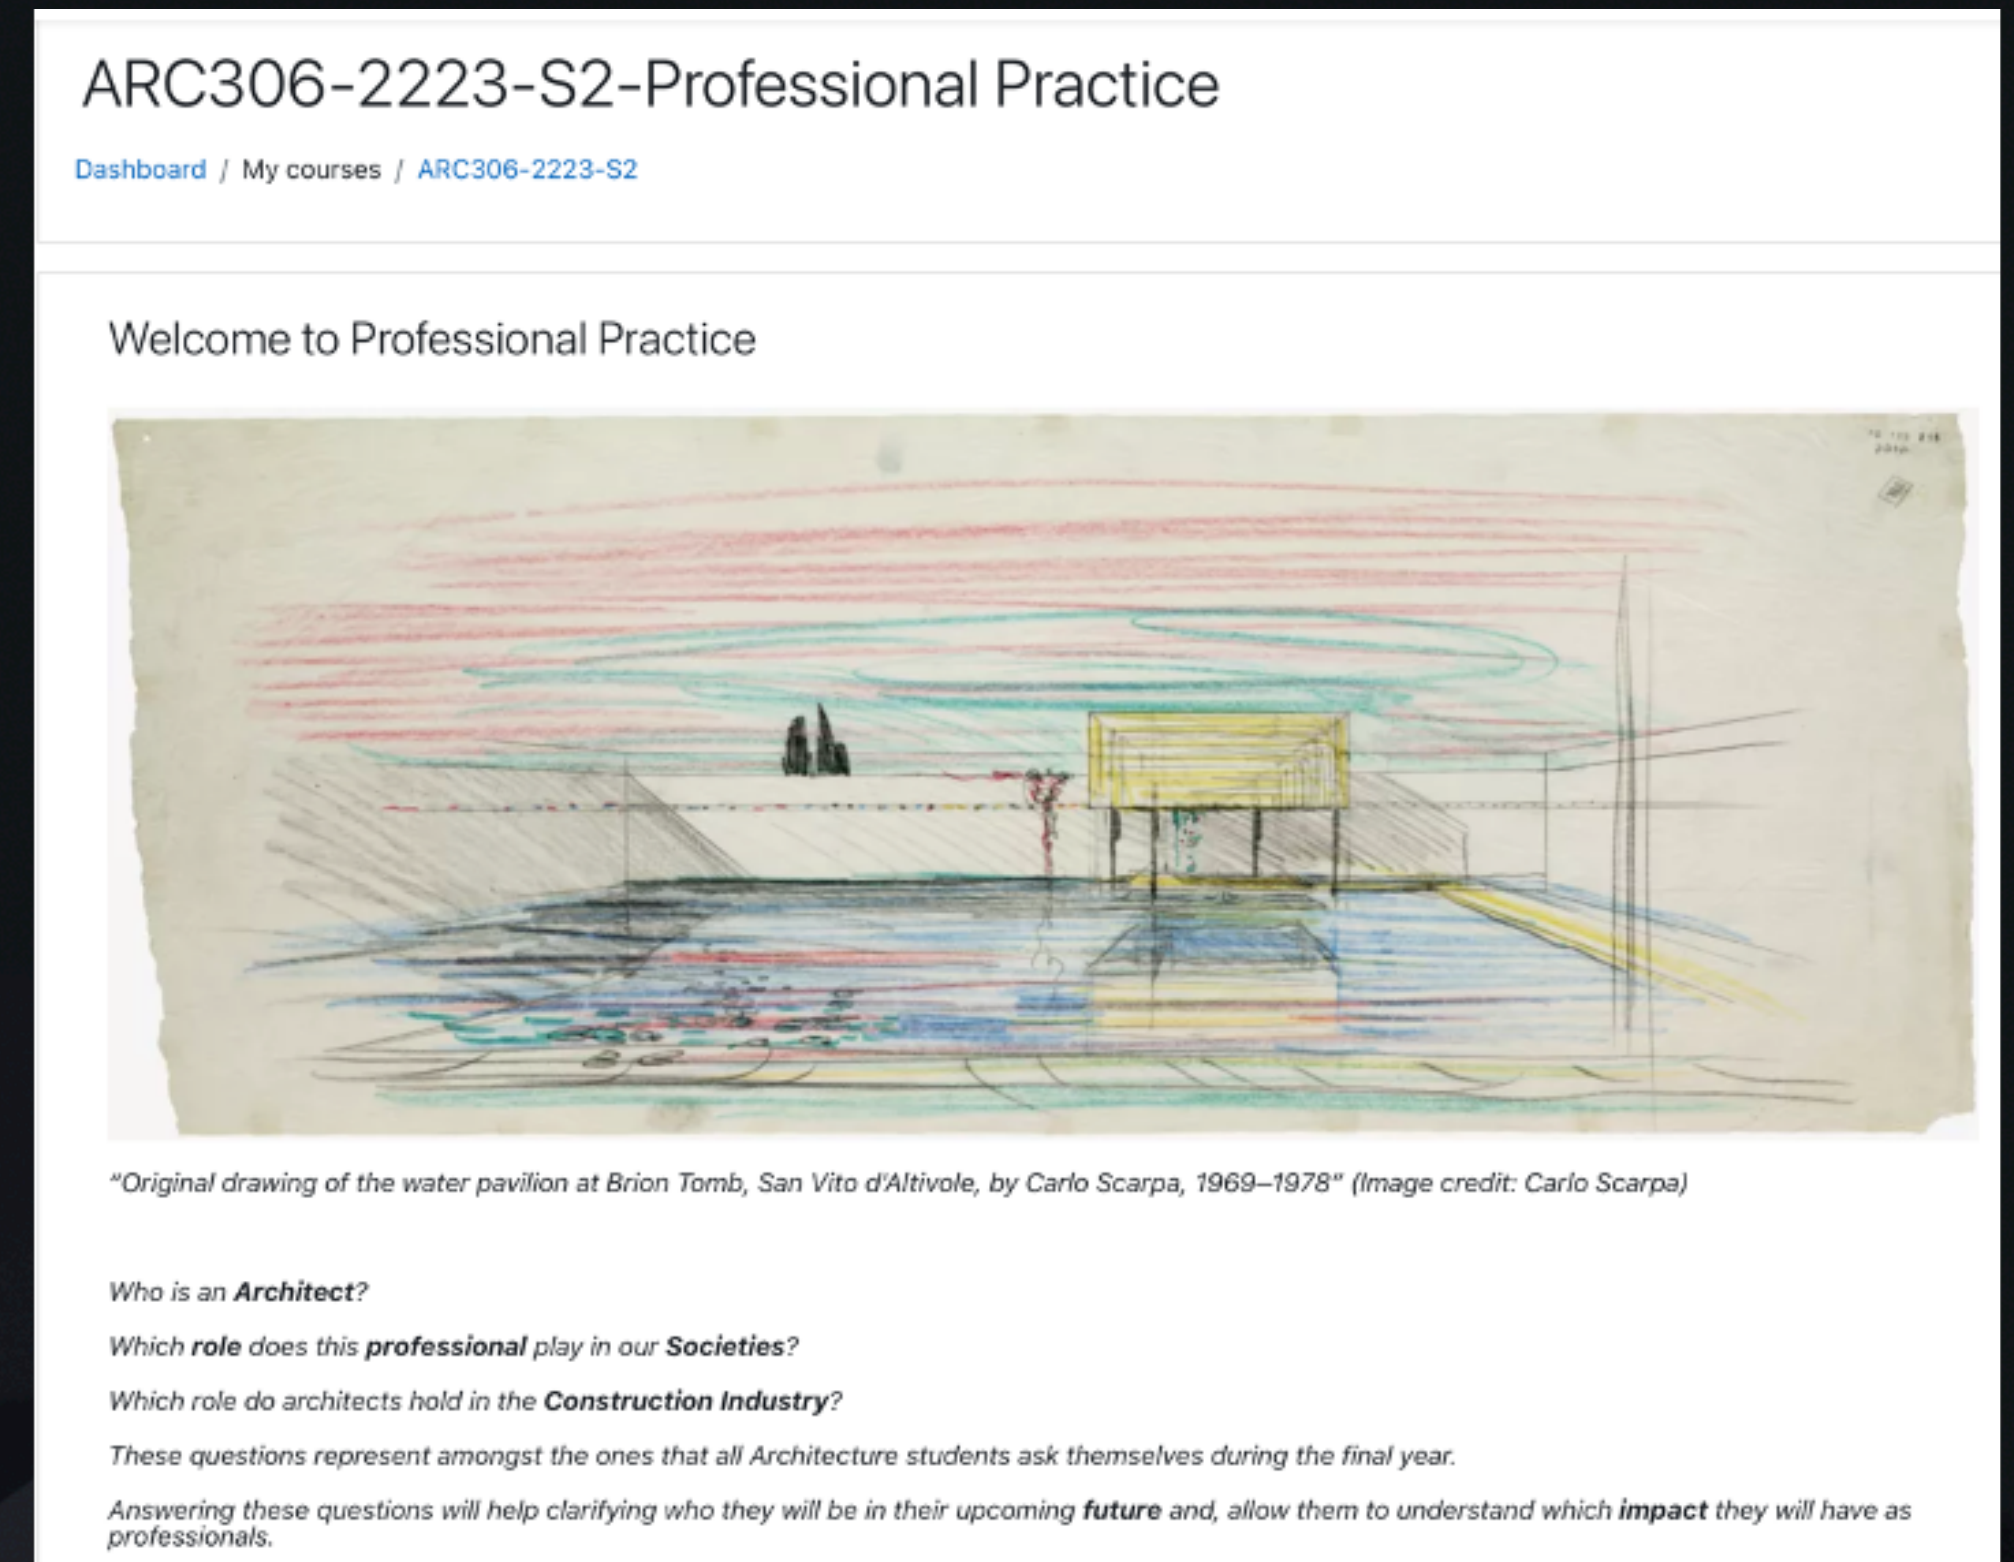 ARC306-2223-S2-Professional Practice
Dashboard / My courses / ARC306-2223-S2
Welcome to Professional Practice
“Original drawing of the water pavilion at Brion Tomb, San Vito d'Altivole, by Carlo Scarpa, 1969–1978” (Image credit: Carlo Scarpa)
Who is an Architect?
Which role does this professional play in our Societies?
Which role do architects hold in the Construction Industry?
These questions represent amongst the ones that all Architecture students ask themselves during the final year.
Answering these questions will help clarifying who they will be in their upcoming future and, allow them to understand which impact they will have as
professionals.